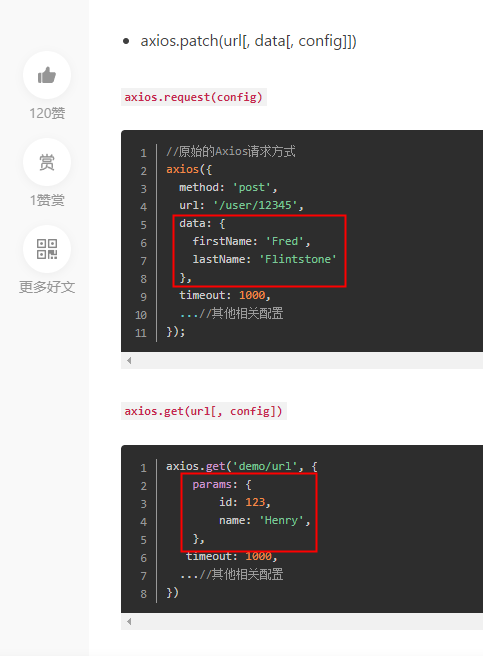 axios.patch(url[, data[, config]])
120赞
赏
1赞赏
更多好文
axios.request(config)
1 //原始的Axios请求方式
2 axios({
3 method: 'post',
4 url: '/user/12345',
5 data: {
6 firstName: 'Fred',
7 lastName: 'Flintstone'
8 },
9 timeout: 1000,
10 ...//其他相关配置
11 });
axios.get(url[, config])
1 axios.get('demo/url', {
2 params: {
3 id: 123,
4 name: 'Henry',
5 },
6 timeout: 1000,
7 ...//其他相关配置
8 })